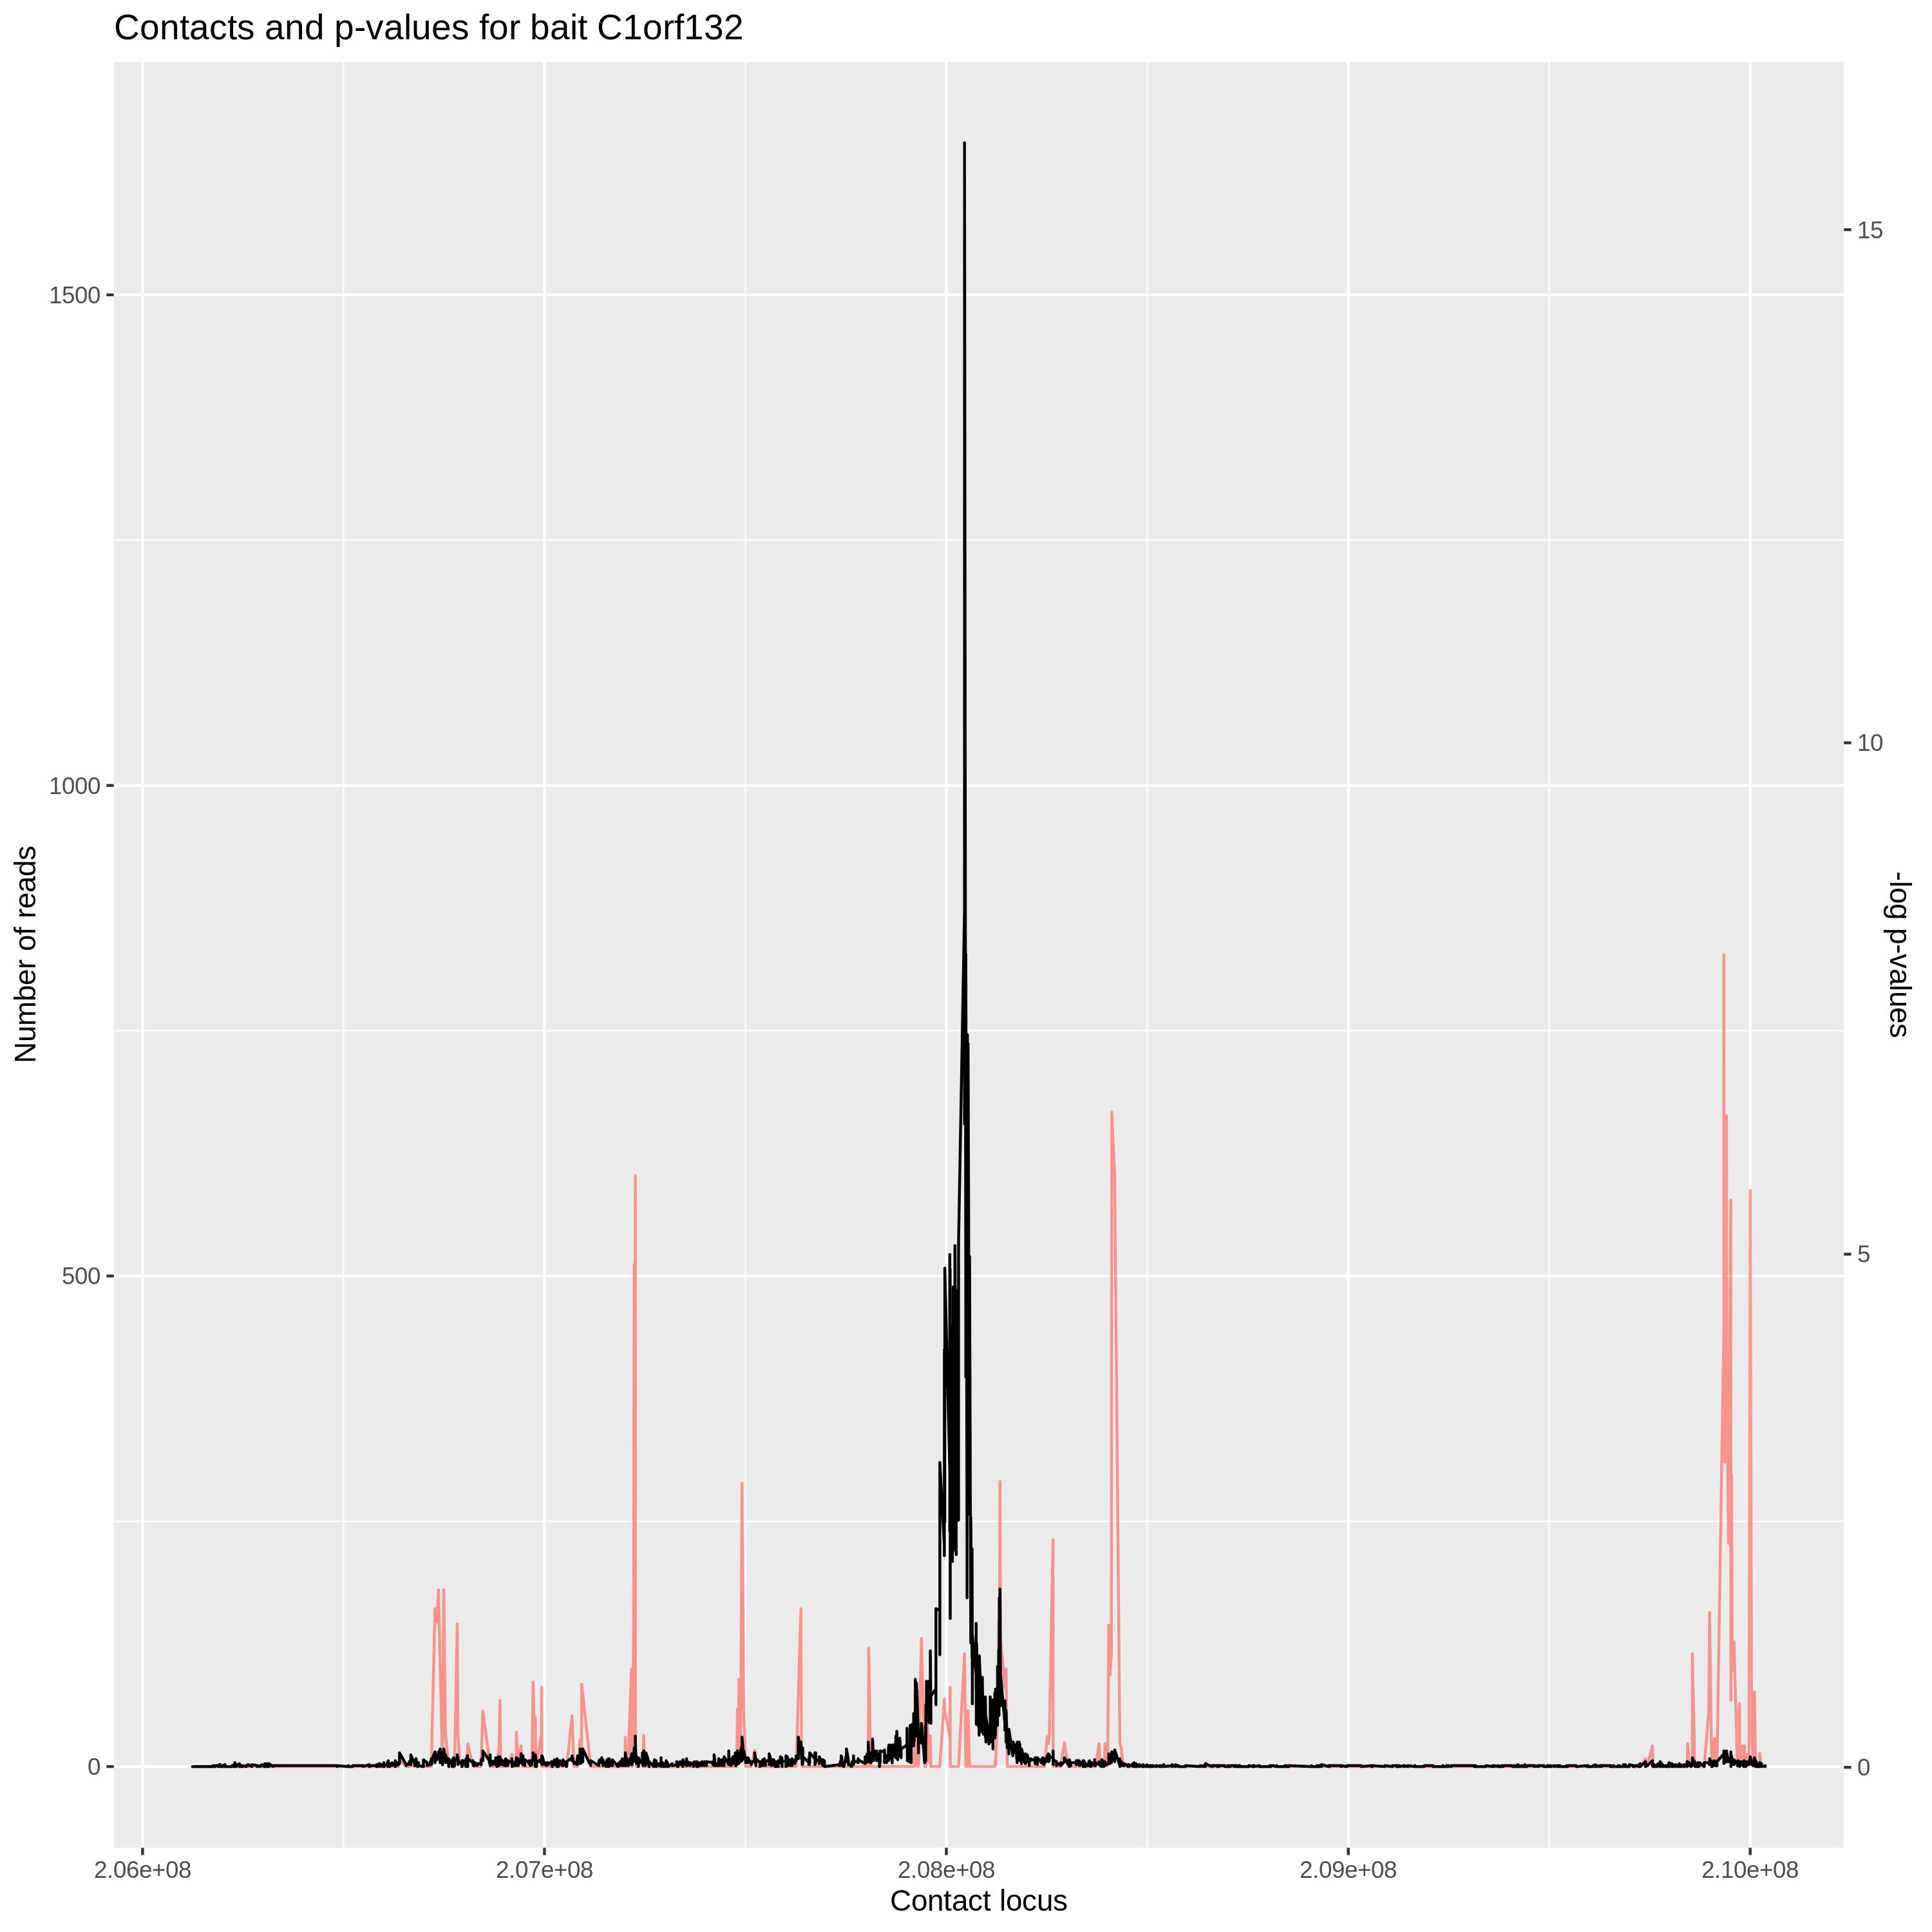 Contacts and p-values for bait C1orf132
1500
1000
500
0
Number of reads
15
10
5
0
-log p-values
2.06e+08 2.07e+08 2.08e+08 2.09e+08 2.10e+08
Contact locus